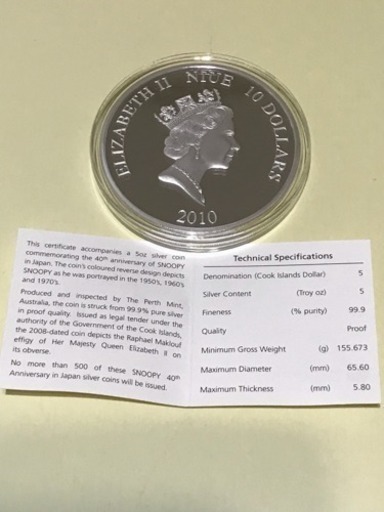 ELIZABETH II NIUE 10 DOLLARS
2010
This certificate accompanies a 5oz silver coin
commemorating the 40th anniversary of SNOOPY
in Japan. The coin's coloured reverse design depicts
SNOOPY as he was portrayed in the 1950's, 1960's
and 1970's.
Produced and inspected by The Perth Mint,
Australia, the coin is struck from 99.9% pure silver
in proof quality. Issued as legal tender under the
authority of the Government of the Cook Islands,
the 2008-dated coin depicts the Raphael Maklouf
effigy of Her Majesty Queen Elizabeth II on
its obverse.
No more than 500 of these SNOOPY 40th
Anniversary in Japan silver coins will be issued.
Technical Specifications
Denomination (Cook Islands Dollar) 5
Silver Content (Troy oz) 5
Fineness (% purity) 99.9
Quality Proof
Minimum Gross Weight (g) 155.673
Maximum Diameter (mm) 65.60
Maximum Thickness (mm) 5.80